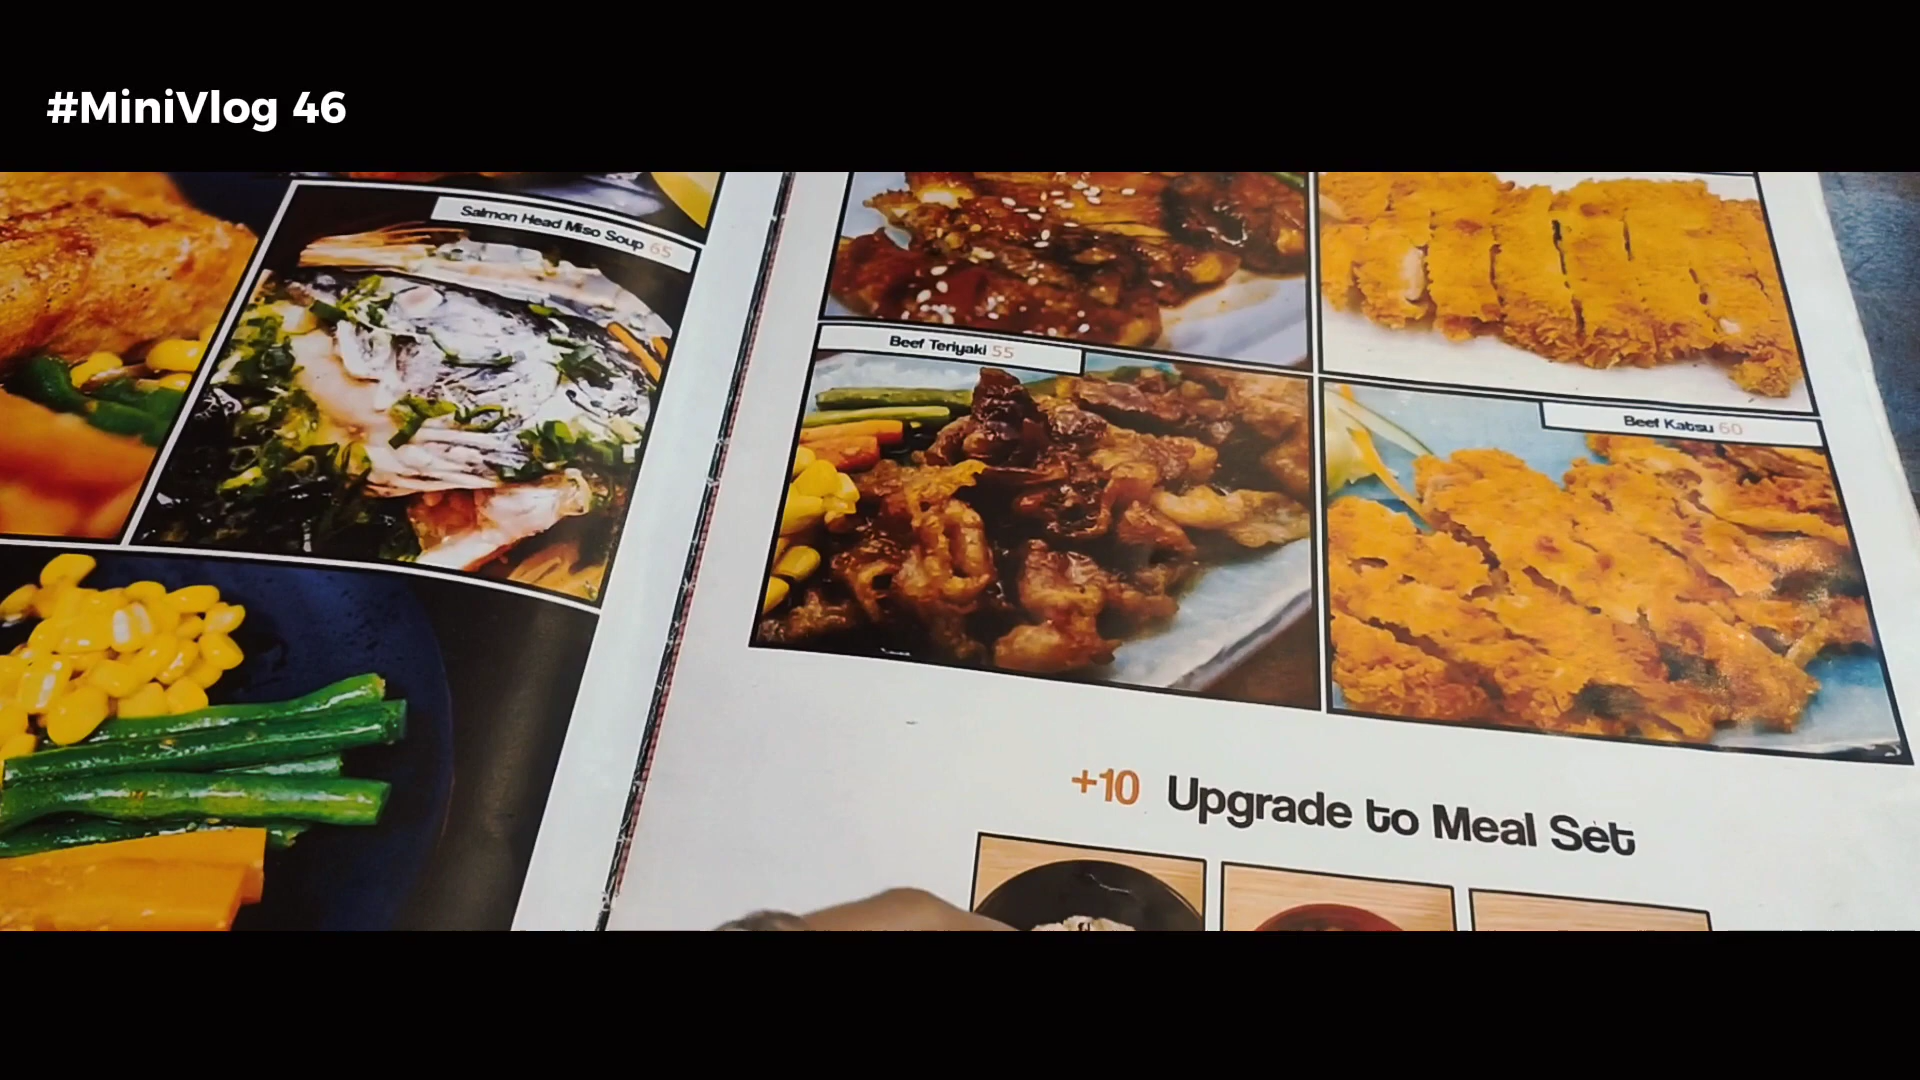 #MiniVlog 46
Salmon Head Miso Soup 65
Beef Teriyaki 55
Beef Katsu 60
+10 Upgrade to Meal Set